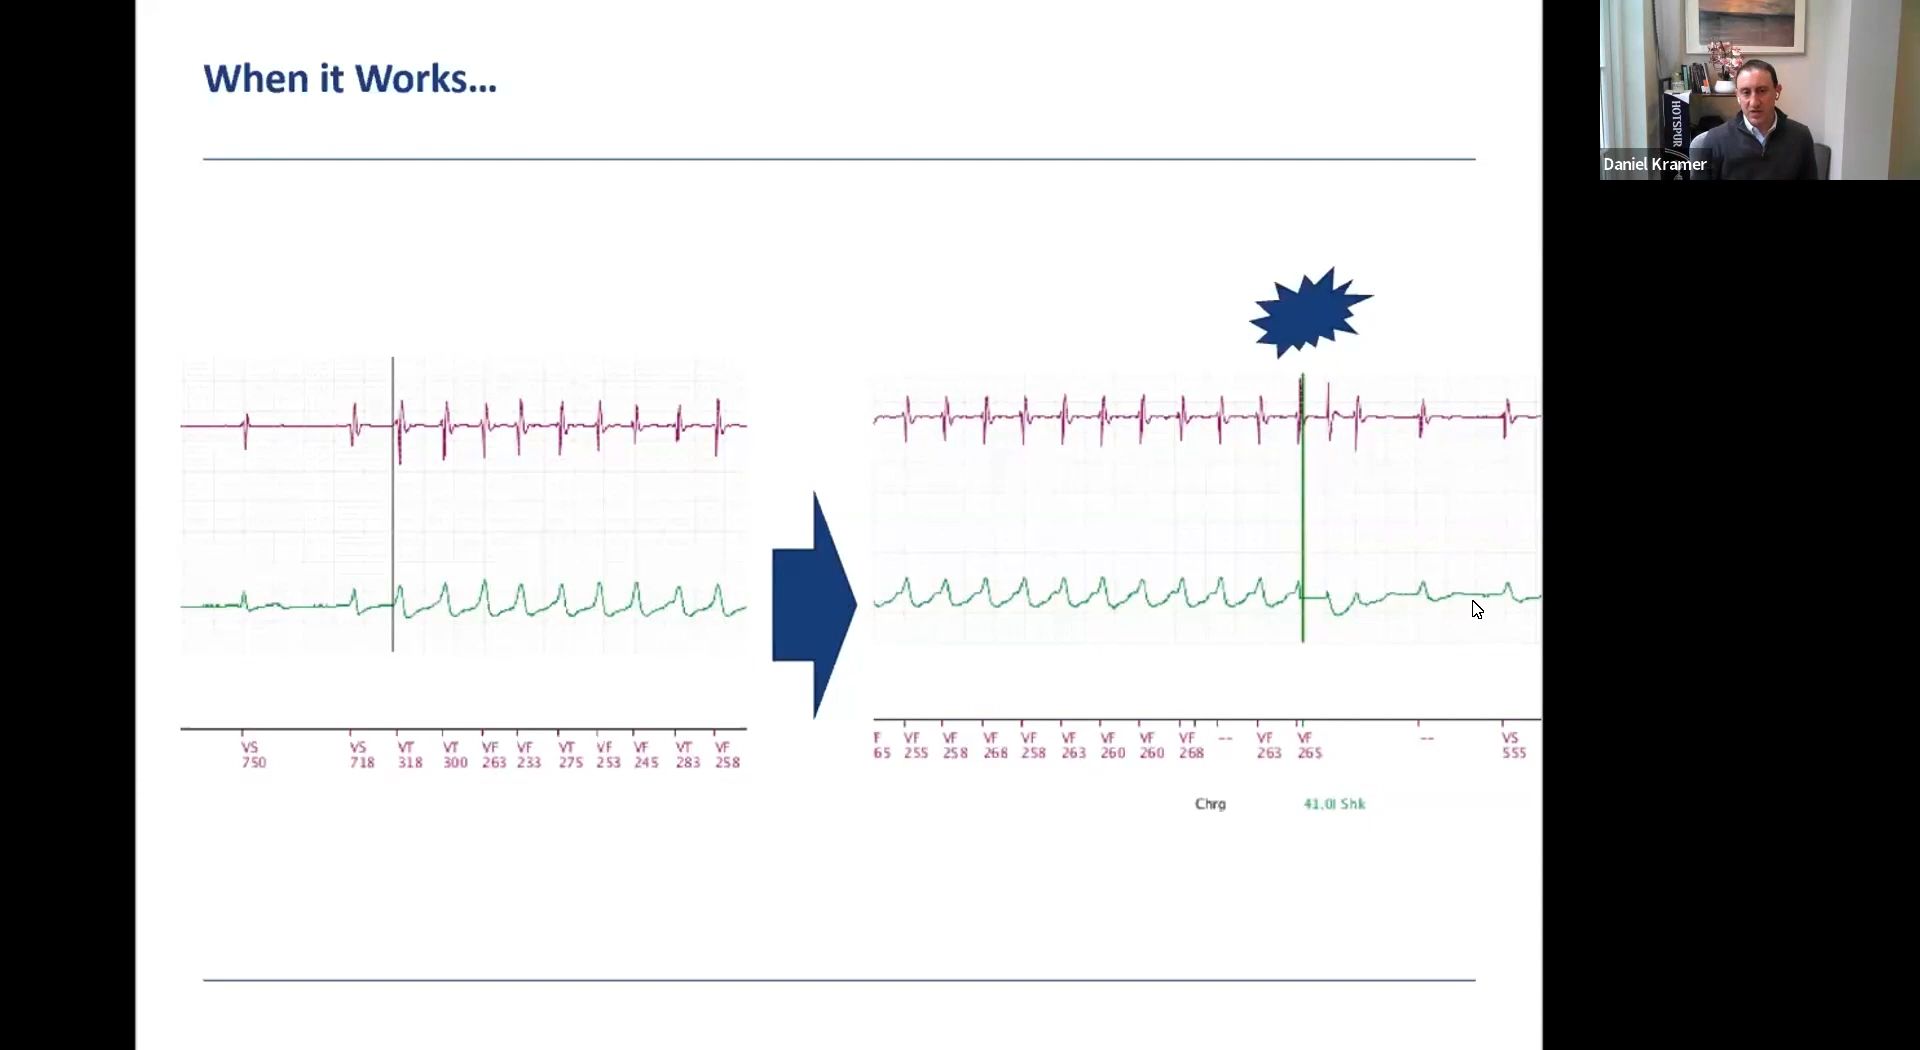 When it Works...
HOTSPUR
Daniel Kramer
VS VS VT VT VF VF VT VF VF VT VF
750 718 318 300 263 233 275 253 245 283 258
F VF VF VF VF VF VF VF VF -- VF VF -- VS
65 255 258 268 258 263 260 260 268 263 265 555
Chrg 41.0J Shk